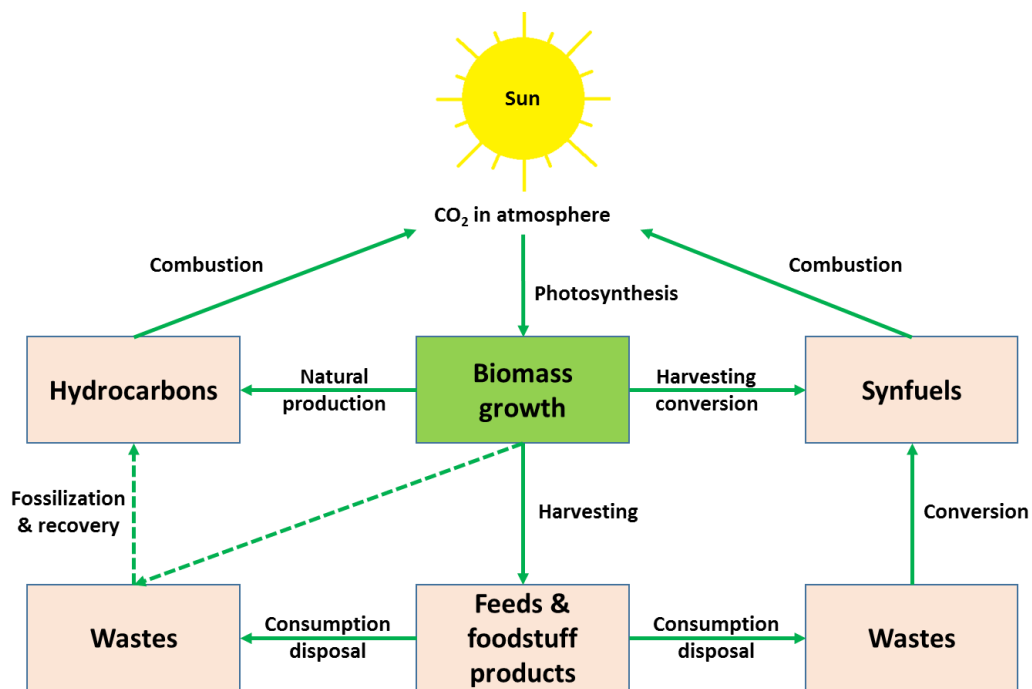 Sun
CO₂ in atmosphere
Combustion
Combustion
Photosynthesis
Hydrocarbons
Natural
production
Biomass
growth
Harvesting
conversion
Synfuels
Fossilization
& recovery
Harvesting
Conversion
Wastes
Consumption
disposal
Feeds &
foodstuff
products
Consumption
disposal
Wastes